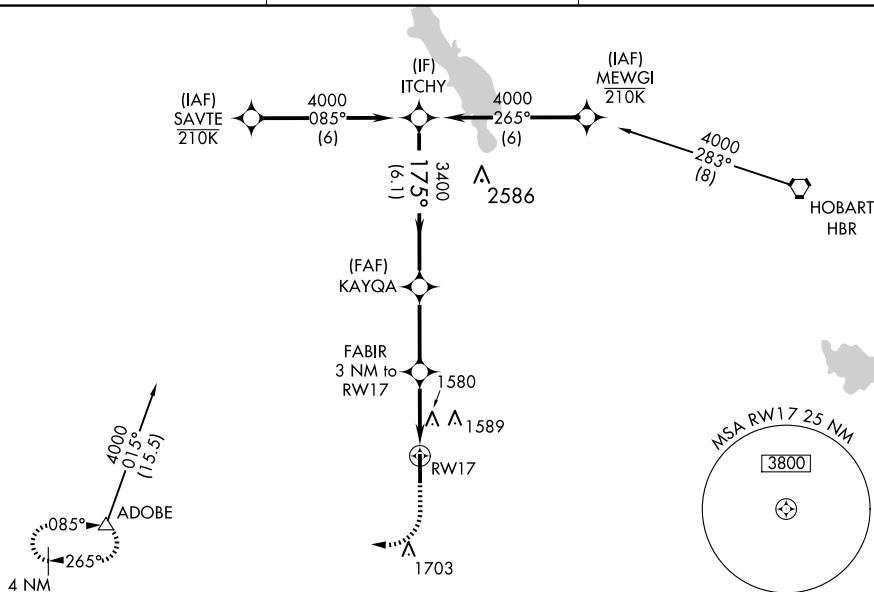 (IF)
ITCHY
(IAF)
MEWGI
210K
(IAF)
SAVTE
210K
4000
085°
(6)
4000
265°
(6)
4000
283°
(8)
HOBART
HBR
3400
175°
(6.1)
2586
(FAF)
KAYQA
FABIR
3 NM to
RW17
1580
1589
RW17
1703
4000
015°
(15.5)
ADOBE
085°
265°
4 NM
MSA RW17 25 NM
3800